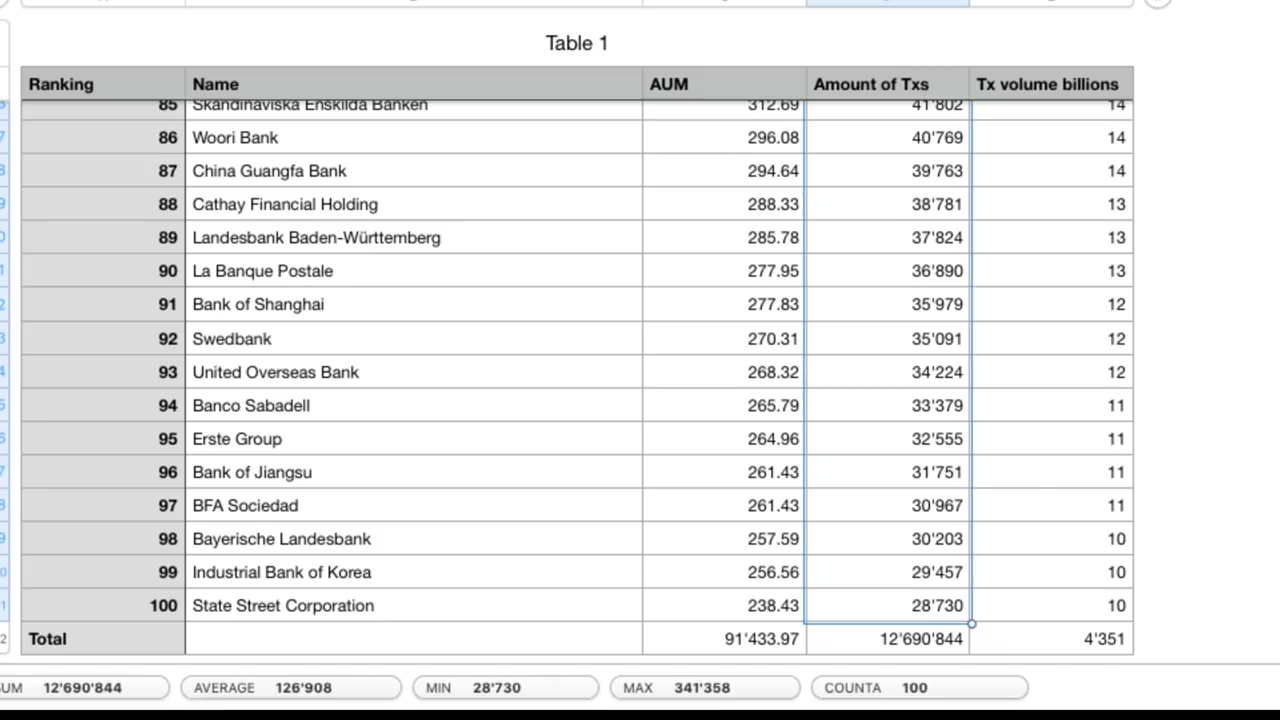 Table 1
Ranking Name AUM Amount of Txs Tx volume billions
85 Skandinaviska Enskilda Banken 312.69 41'802 14
86 Woori Bank 296.08 40'769 14
87 China Guangfa Bank 294.64 39'763 14
88 Cathay Financial Holding 288.33 38'781 13
89 Landesbank Baden-Württemberg 285.78 37'824 13
90 La Banque Postale 277.95 36'890 13
91 Bank of Shanghai 277.83 35'979 12
92 Swedbank 270.31 35'091 12
93 United Overseas Bank 268.32 34'224 12
94 Banco Sabadell 265.79 33'379 11
95 Erste Group 264.96 32'555 11
96 Bank of Jiangsu 261.43 31'751 11
97 BFA Sociedad 261.43 30'967 11
98 Bayerische Landesbank 257.59 30'203 10
99 Industrial Bank of Korea 256.56 29'457 10
100 State Street Corporation 238.43 28'730 10
Total 91'433.97 12'690'844 4'351
UM 12'690'844 AVERAGE 126'908 MIN 28'730 MAX 341'358 COUNTA 100